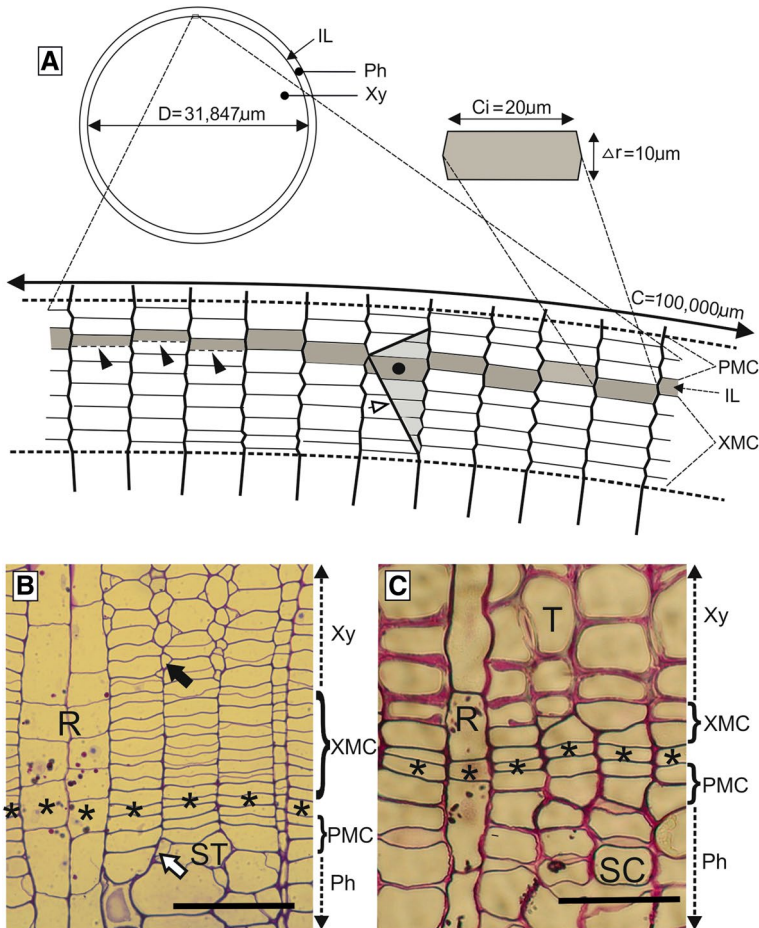 A
IL
Ph
Xy
D=31,847µm
Ci=20µm
△r=10µm
C=100,000µm
PMC
IL
XMC
B
R
ST
Xy
XMC
PMC
Ph
* * * * * * *
C
T
R
SC
Xy
XMC
PMC
Ph
* * * * * *